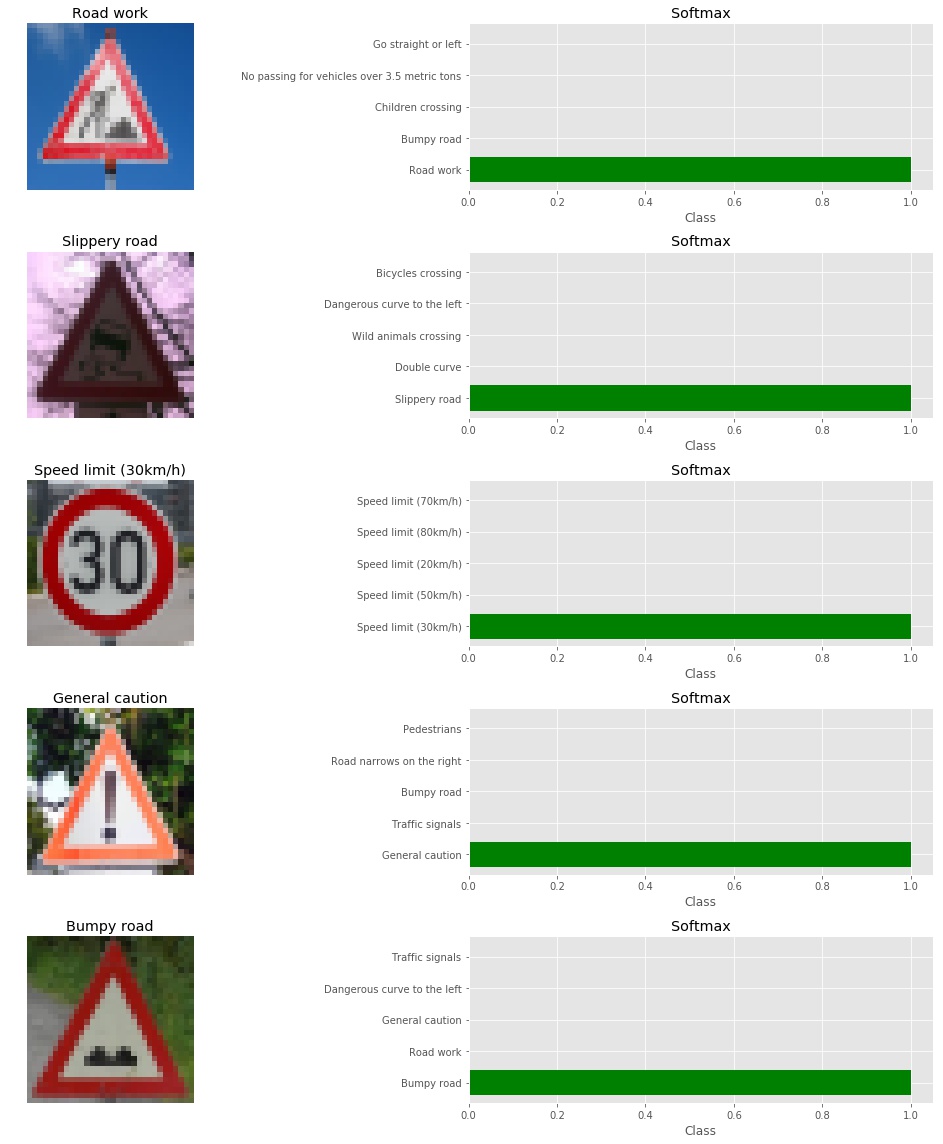 Road work
Softmax
Go straight or left
No passing for vehicles over 3.5 metric tons
Children crossing
Bumpy road
Road work
0.0 0.2 0.4 0.6 0.8 1.0
Class
Slippery road
Softmax
Bicycles crossing
Dangerous curve to the left
Wild animals crossing
Double curve
Slippery road
0.0 0.2 0.4 0.6 0.8 1.0
Class
Speed limit (30km/h)
30
Softmax
Speed limit (70km/h)
Speed limit (80km/h)
Speed limit (20km/h)
Speed limit (50km/h)
Speed limit (30km/h)
0.0 0.2 0.4 0.6 0.8 1.0
Class
General caution
!
Softmax
Pedestrians
Road narrows on the right
Bumpy road
Traffic signals
General caution
0.0 0.2 0.4 0.6 0.8 1.0
Class
Bumpy road
Softmax
Traffic signals
Dangerous curve to the left
General caution
Road work
Bumpy road
0.0 0.2 0.4 0.6 0.8 1.0
Class